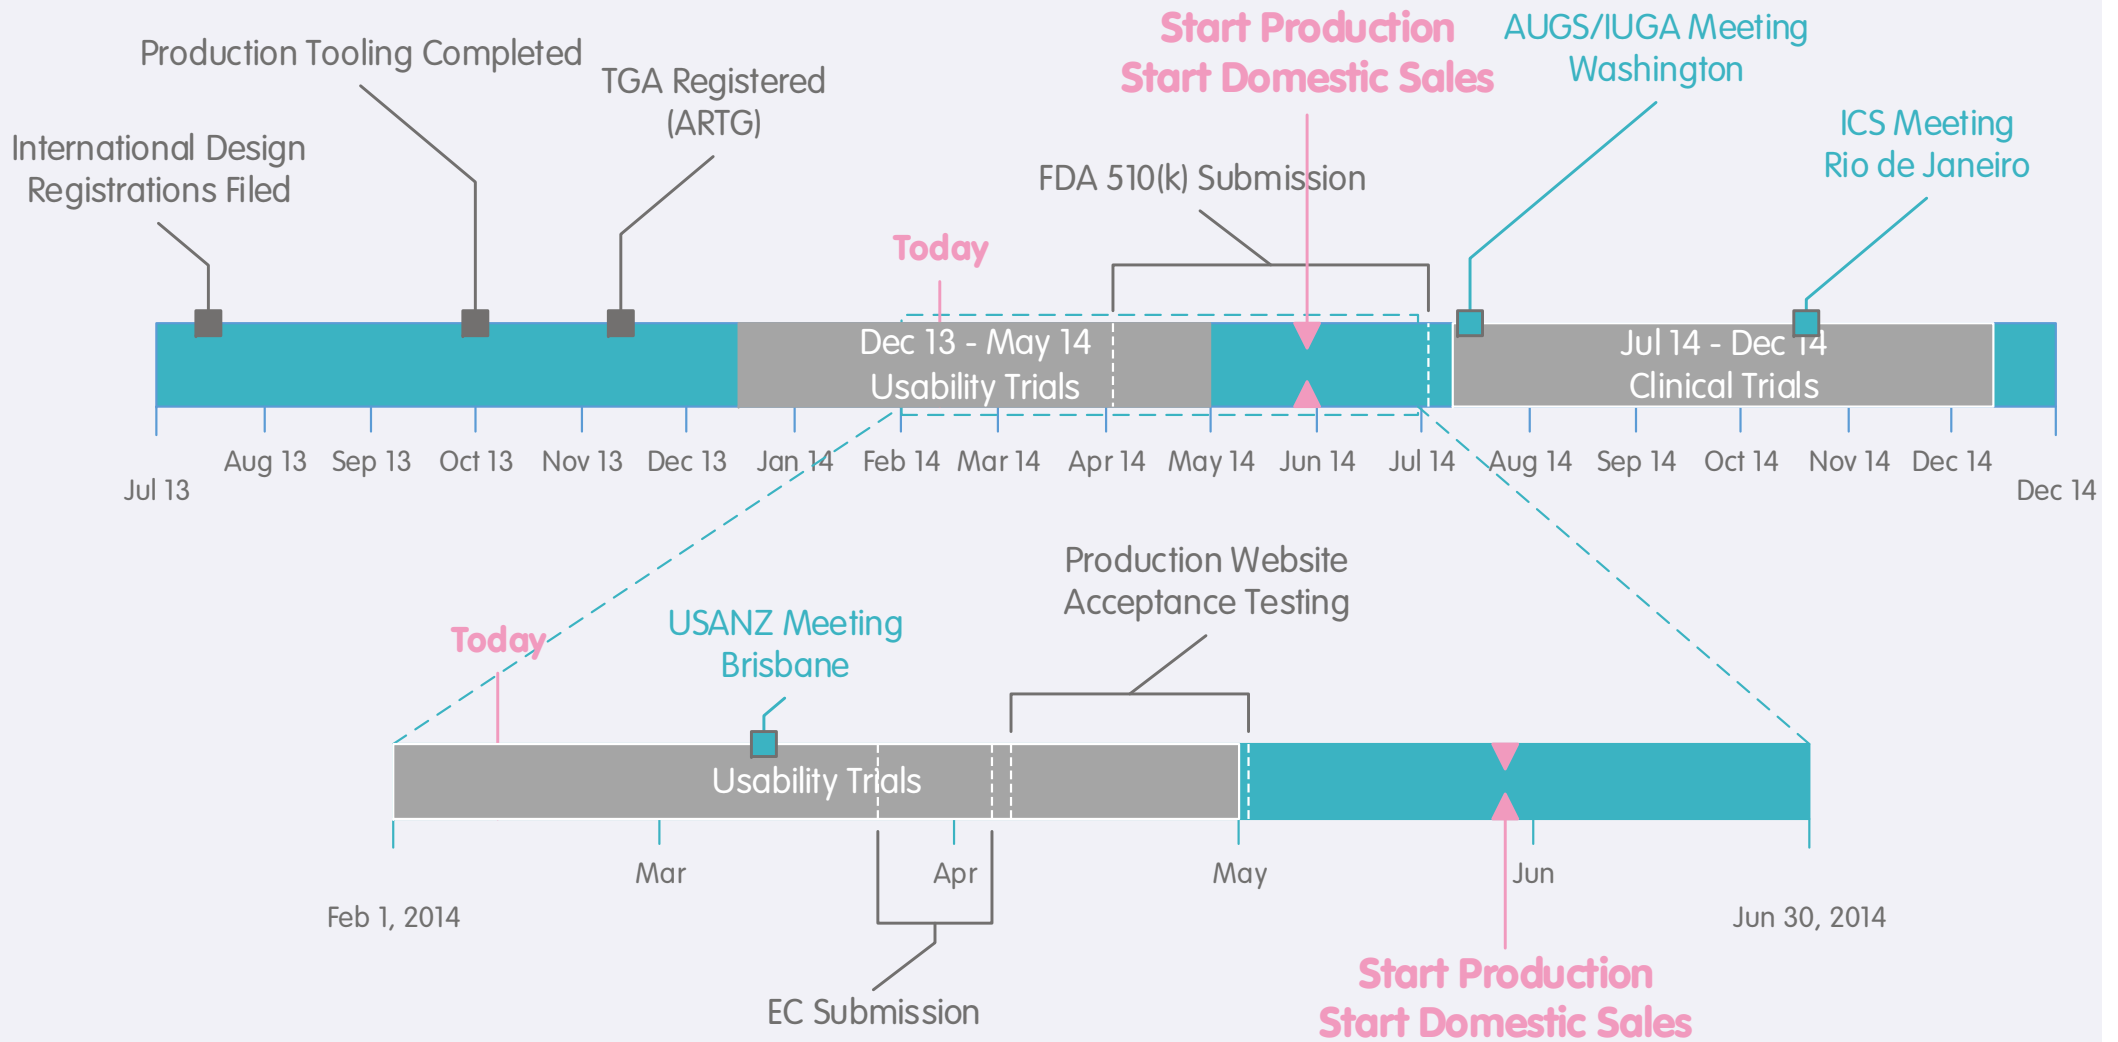 Start Production
Start Domestic Sales
AUGS/IUGA Meeting
Washington
Production Tooling Completed
TGA Registered
(ARTG)
International Design
Registrations Filed
ICS Meeting
Rio de Janeiro
FDA 510(k) Submission
Today
Dec 13 - May 14
Usability Trials
Jul 14 - Dec 14
Clinical Trials
Jul 13
Aug 13
Sep 13
Oct 13
Nov 13
Dec 13
Jan 14
Feb 14
Mar 14
Apr 14
May 14
Jun 14
Jul 14
Aug 14
Sep 14
Oct 14
Nov 14
Dec 14
Dec 14
Production Website
Acceptance Testing
Today
USANZ Meeting
Brisbane
Usability Trials
Feb 1, 2014
Mar
Apr
May
Jun
Jun 30, 2014
EC Submission
Start Production
Start Domestic Sales